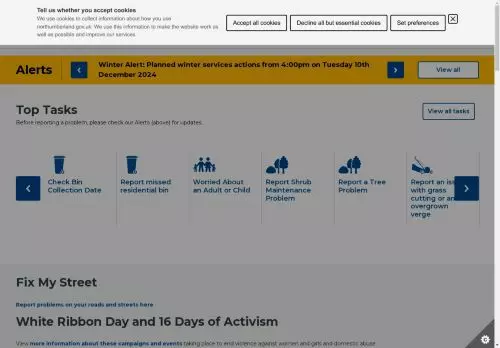 Tell us whether you accept cookies
We use cookies to collect information about how you use
northumberland.gov.uk. We use this information to make the website work as
well as possible and improve our services.
Accept all cookies
Decline all but essential cookies
Set preferences
Alerts
Winter Alert: Planned winter services actions from 4:00pm on Tuesday 10th
December 2024
View all
Top Tasks
Before reporting a problem, please check our Alerts (above) for updates.
View all tasks
Check Bin
Collection Date
Report missed
residential bin
Worried About
an Adult or Child
Report Shrub
Maintenance
Problem
Report a Tree
Problem
Report an
with grass
cutting or
overgrown
verge
Fix My Street
Report problems on your roads and streets here
White Ribbon Day and 16 Days of Activism
View more information about these campaigns and events taking place to end violence against women and girls and domestic abuse